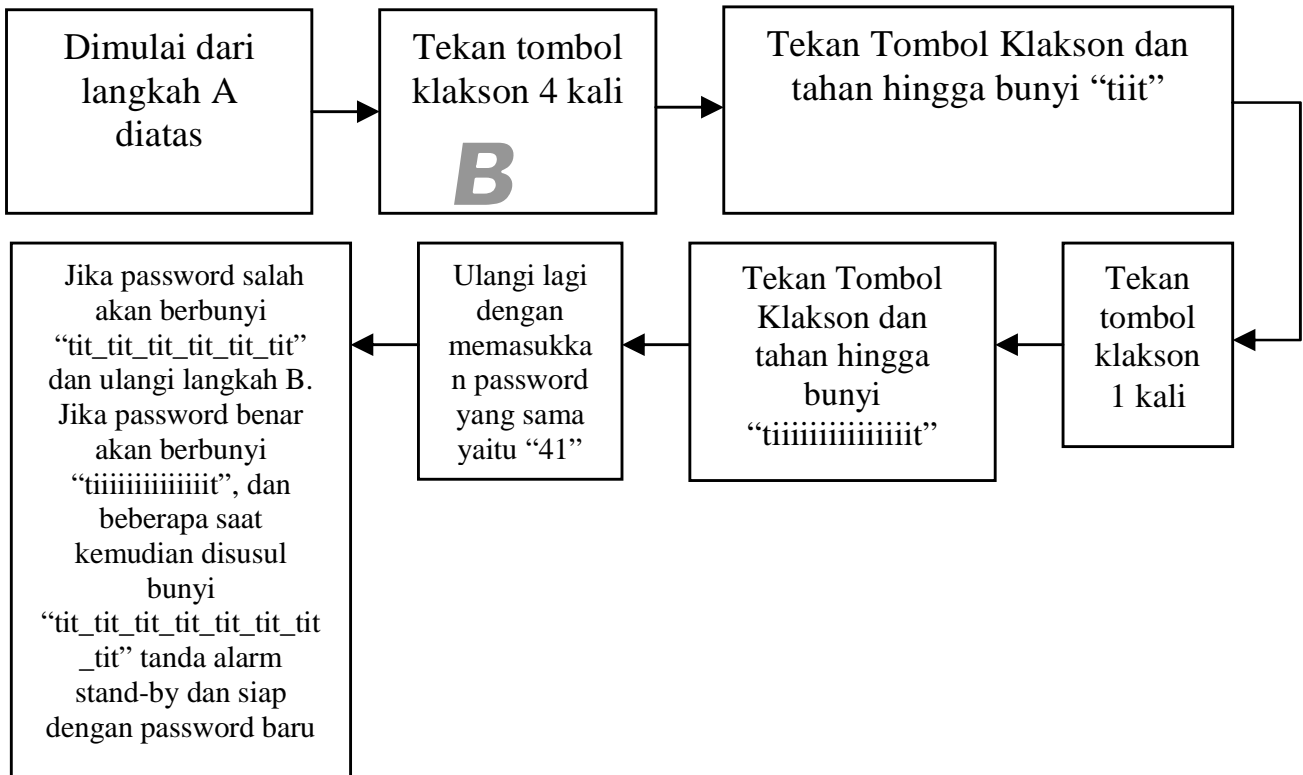 Dimulai dari
langkah A
diatas
Tekan tombol
klakson 4 kali
B
Tekan Tombol Klakson dan
tahan hingga bunyi “tiit”
Tekan
tombol
klakson
1 kali
Tekan Tombol
Klakson dan
tahan hingga
bunyi
“tiiiiiiiiiiiiiiit”
Ulangi lagi
dengan
memasukka
n password
yang sama
yaitu “41”
Jika password salah
akan berbunyi
“tit_tit_tit_tit_tit_tit”
dan ulangi langkah B.
Jika password benar
akan berbunyi
“tiiiiiiiiiiiiiit”, dan
beberapa saat
kemudian disusul
bunyi
“tit_tit_tit_tit_tit_tit_tit
_tit” tanda alarm
stand-by dan siap
dengan password baru